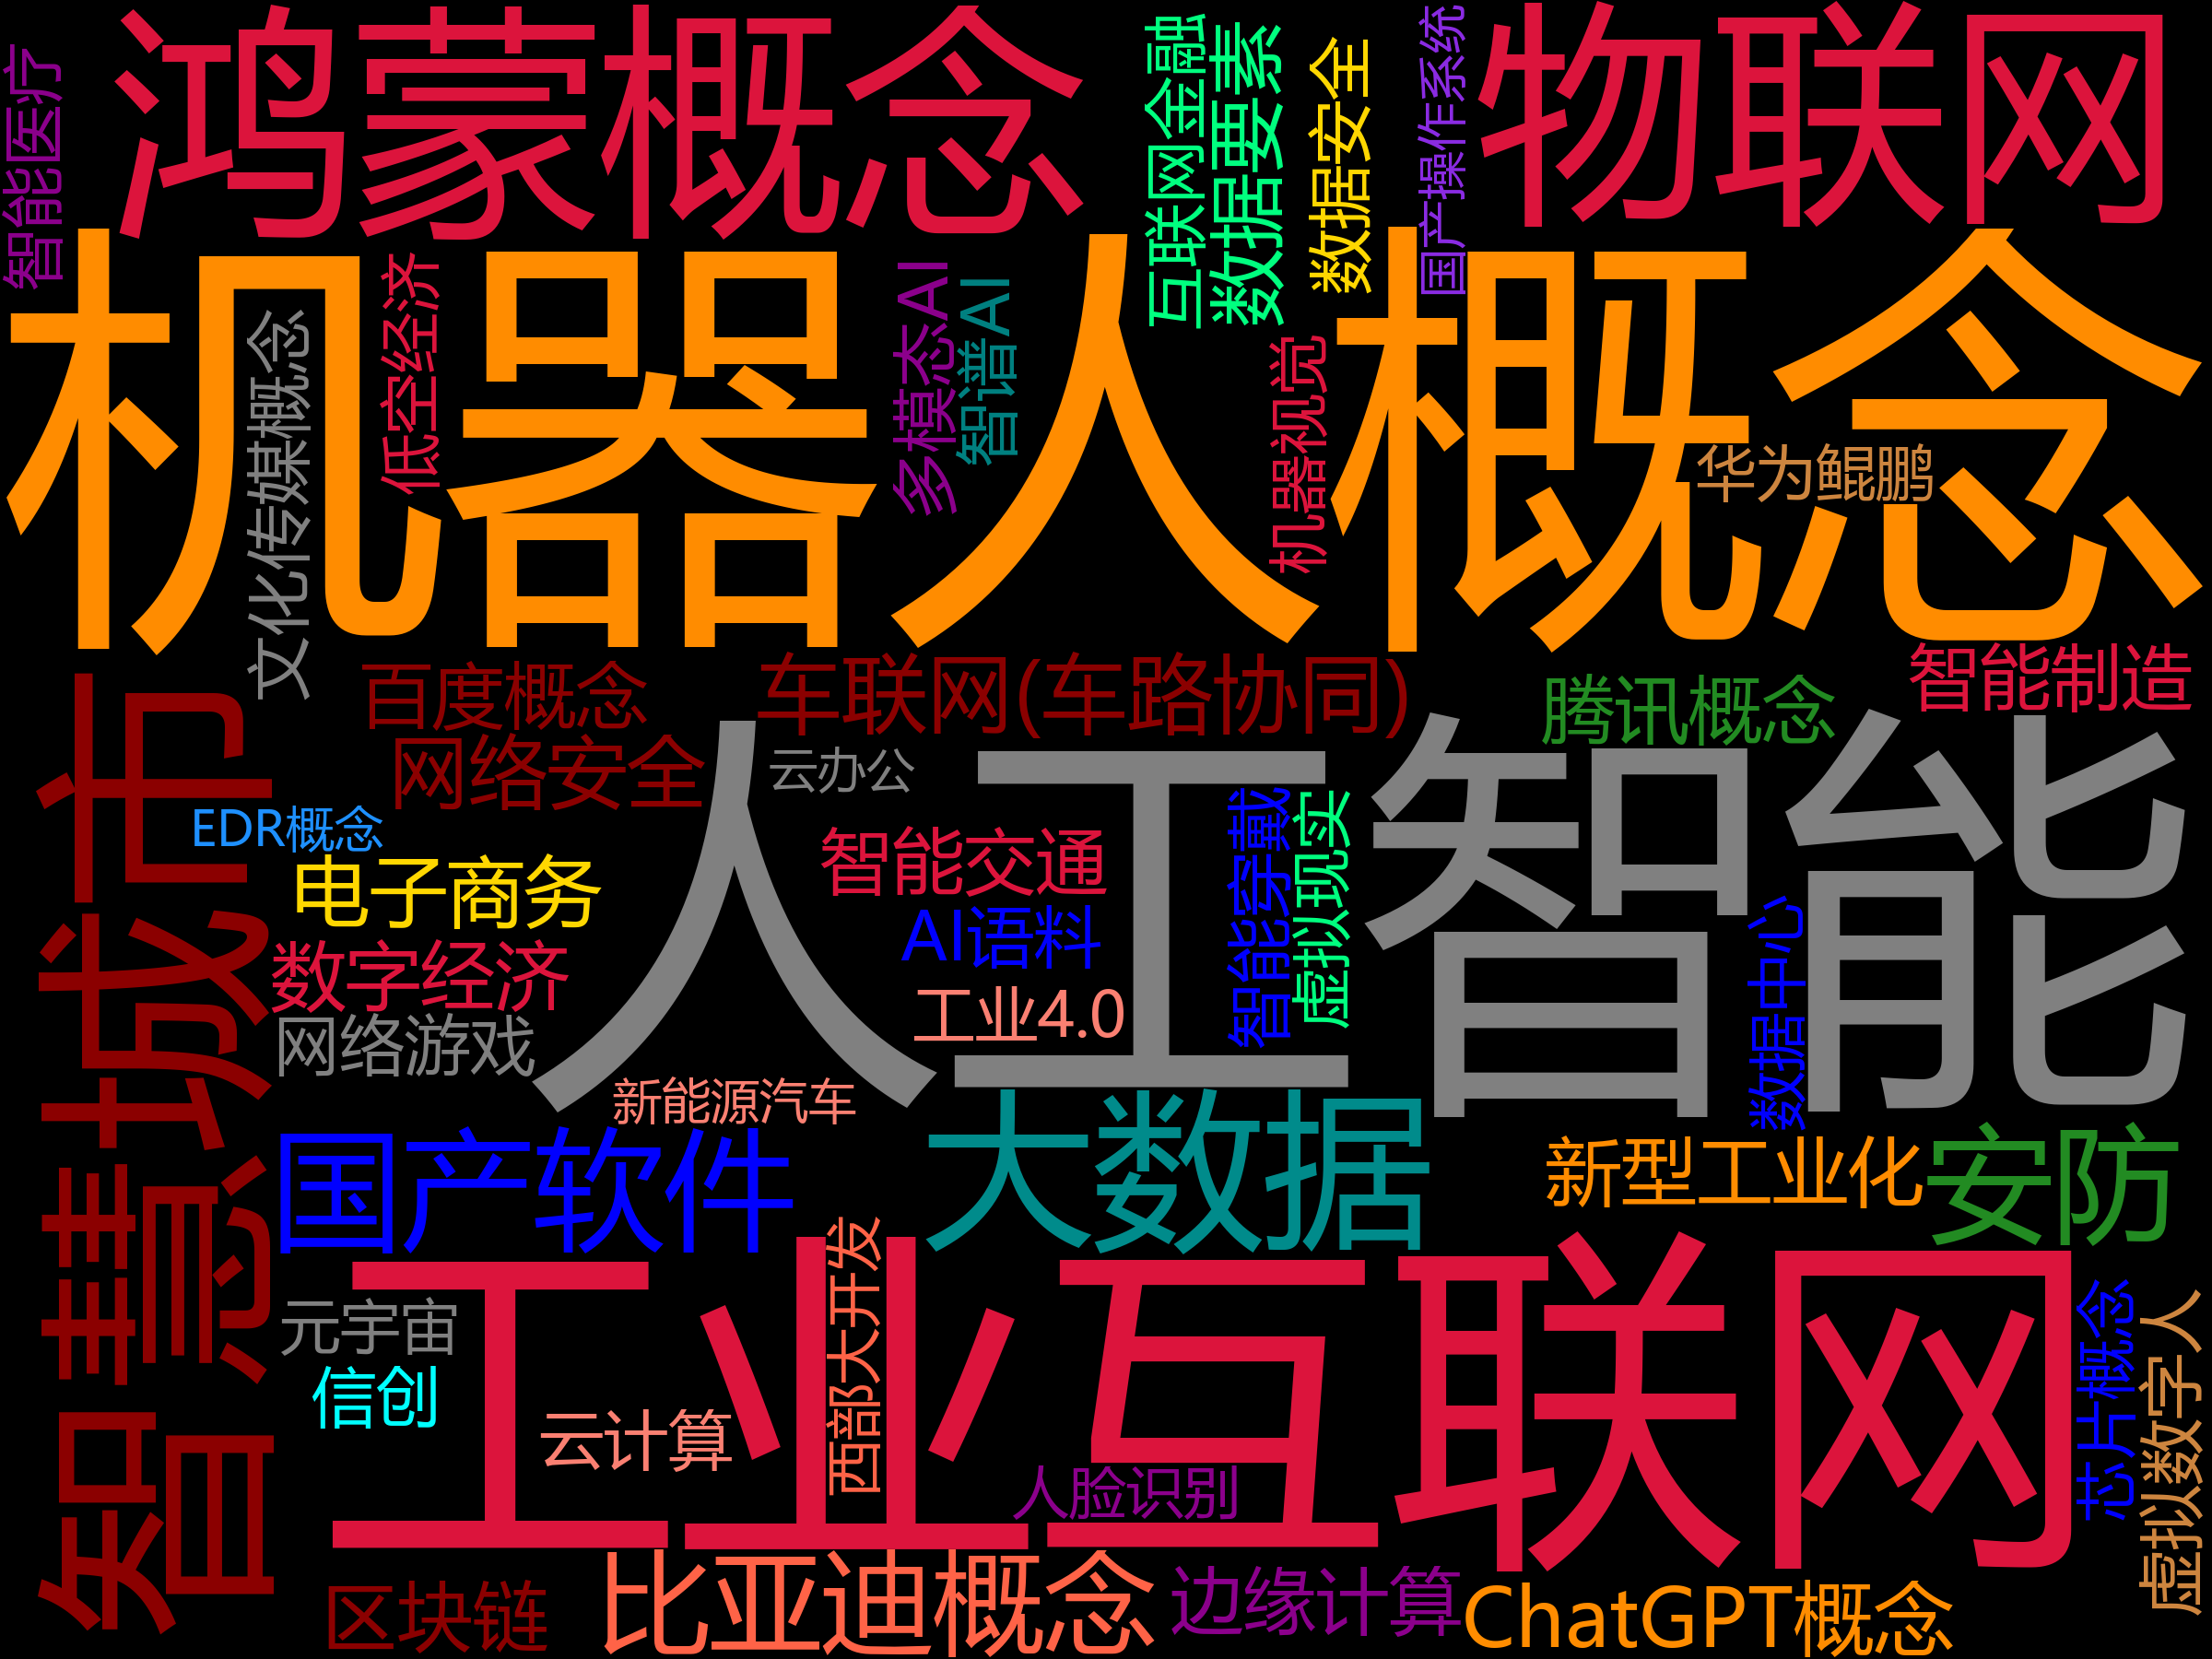 鸿蒙概念
物联网
智能医疗
互联网金融
数据要素
数据安全
国产操作系统
机器人概念
低空经济
文化传媒概念
多模态AI
智谱AI
机器视觉
华为鲲鹏
智慧城市
百度概念
车联网(车路协同)
腾讯概念
智能制造
网络安全
云办公
人工智能
EDR概念
电子商务
智能交通
智能穿戴
虚拟现实
数字经济
AI语料
数据中心
网络游戏
工业4.0
新能源汽车
国产软件
大数据
新型工业化
安防
工业互联网
元宇宙
信创
西部大开发
云计算
人脸识别
芯片概念
虚拟数字人
区块链
比亚迪概念
边缘计算
ChatGPT概念